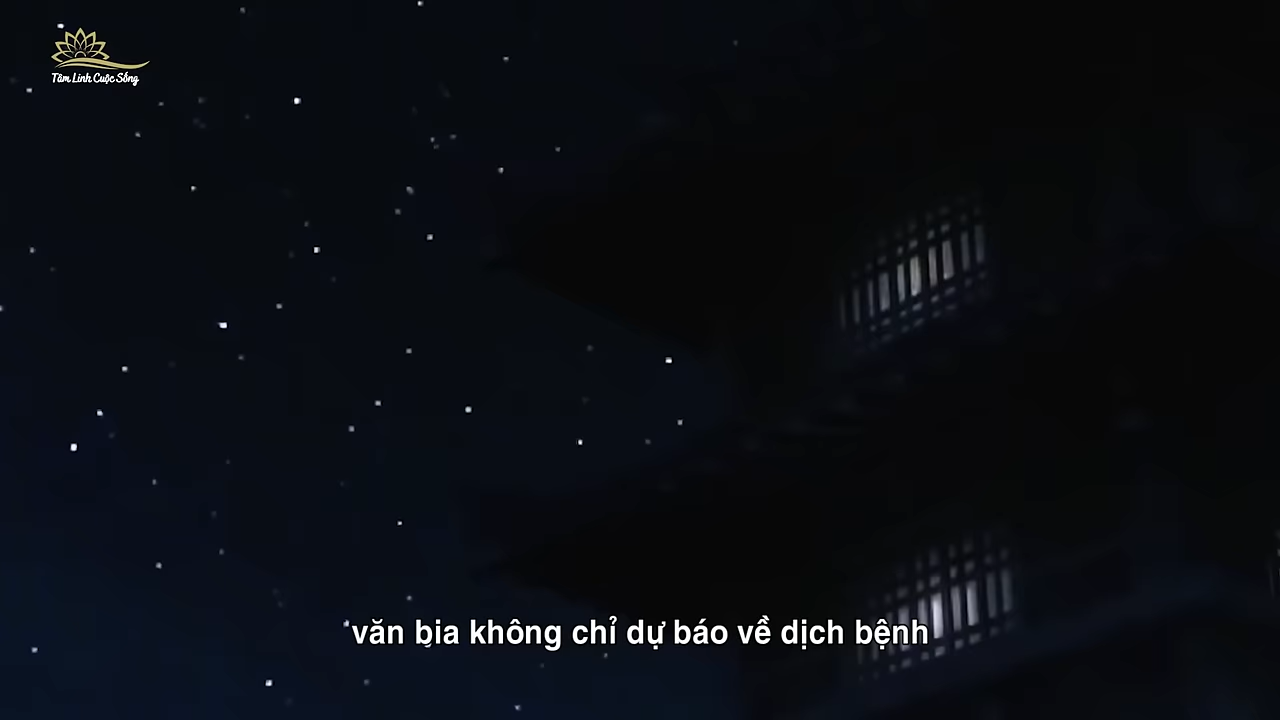 Tâm Linh Cuộc Sống
văn bia không chỉ dự báo về dịch bệnh